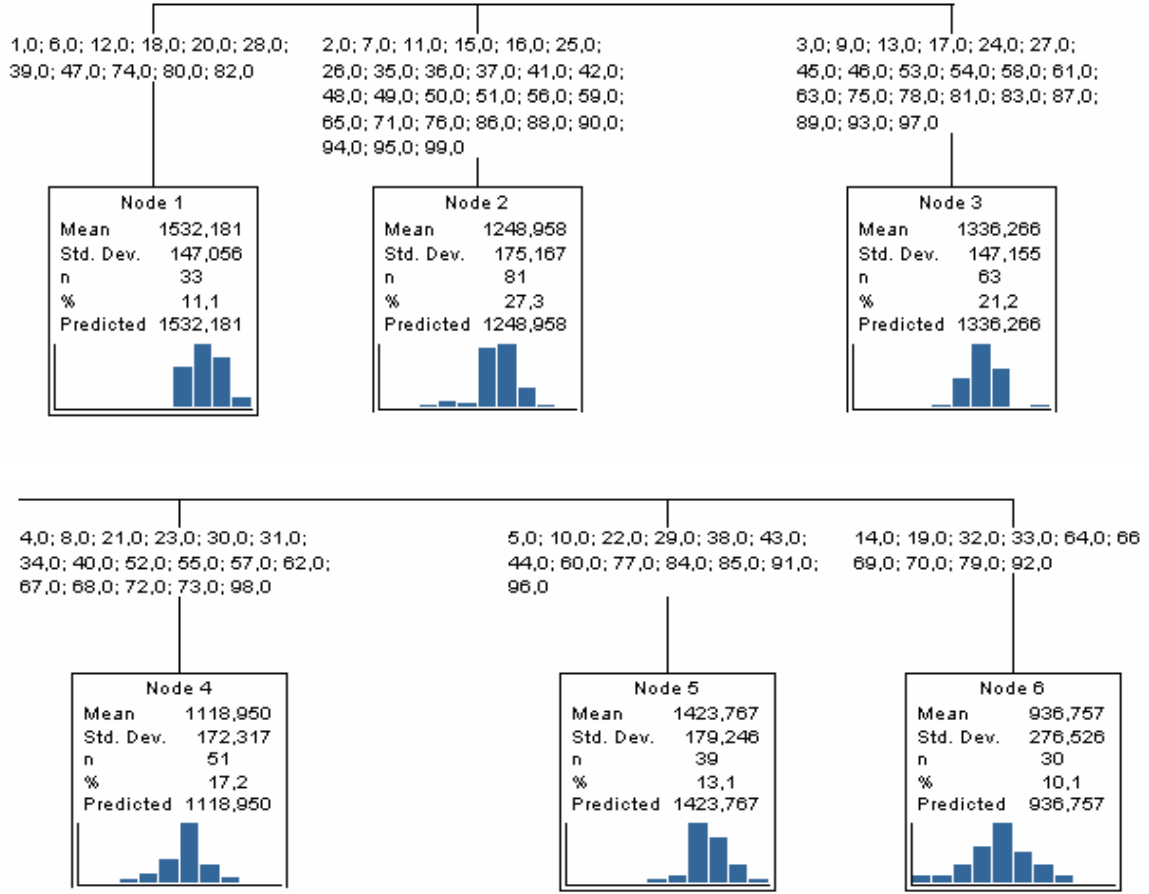 1,0; 6,0; 12,0; 18,0; 20,0; 28,0;
39,0; 47,0; 74,0; 80,0; 82,0
2,0; 7,0; 11,0; 15,0; 16,0; 25,0;
26,0; 35,0; 36,0; 37,0; 41,0; 42,0;
48,0; 49,0; 50,0; 51,0; 56,0; 59,0;
65,0; 71,0; 76,0; 86,0; 88,0; 90,0;
94,0; 95,0; 99,0
3,0; 9,0; 13,0; 17,0; 24,0; 27,0;
45,0; 46,0; 53,0; 54,0; 58,0; 61,0;
63,0; 75,0; 78,0; 81,0; 83,0; 87,0;
89,0; 93,0; 97,0
Node 1
Mean 1532,181
Std. Dev. 147,056
n 33
% 11,1
Predicted 1532,181
Node 2
Mean 1248,958
Std. Dev. 175,167
n 81
% 27,3
Predicted 1248,958
Node 3
Mean 1336,266
Std. Dev. 147,155
n 63
% 21,2
Predicted 1336,266
4,0; 8,0; 21,0; 23,0; 30,0; 31,0;
34,0; 40,0; 52,0; 55,0; 57,0; 62,0;
67,0; 68,0; 72,0; 73,0; 98,0
5,0; 10,0; 22,0; 29,0; 38,0; 43,0;
44,0; 60,0; 77,0; 84,0; 85,0; 91,0;
96,0
14,0; 19,0; 32,0; 33,0; 64,0; 66
69,0; 70,0; 79,0; 92,0
Node 4
Mean 1118,950
Std. Dev. 172,317
n 51
% 17,2
Predicted 1118,950
Node 5
Mean 1423,767
Std. Dev. 179,246
n 39
% 13,1
Predicted 1423,767
Node 6
Mean 936,757
Std. Dev. 276,526
n 30
% 10,1
Predicted 936,757